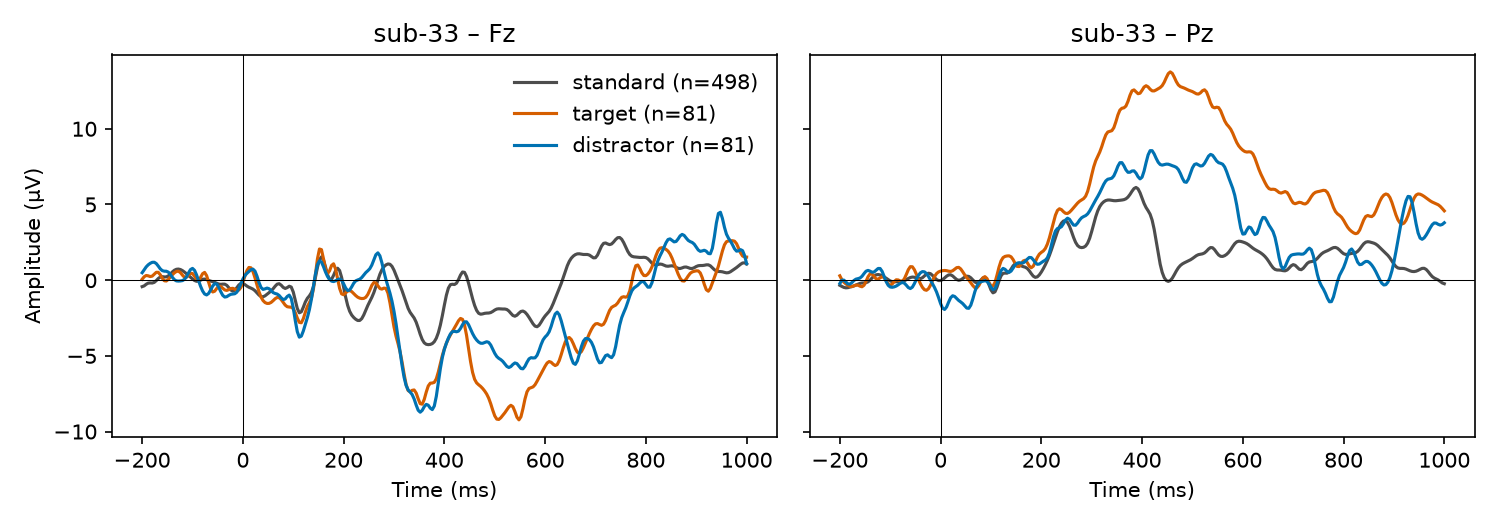 sub-33 – Fz
sub-33 – Pz
standard (n=498)
target (n=81)
distractor (n=81)
Amplitude (µV)
10
5
0
−5
−10
−200 0 200 400 600 800 1000
−200 0 200 400 600 800 1000
Time (ms)
Time (ms)